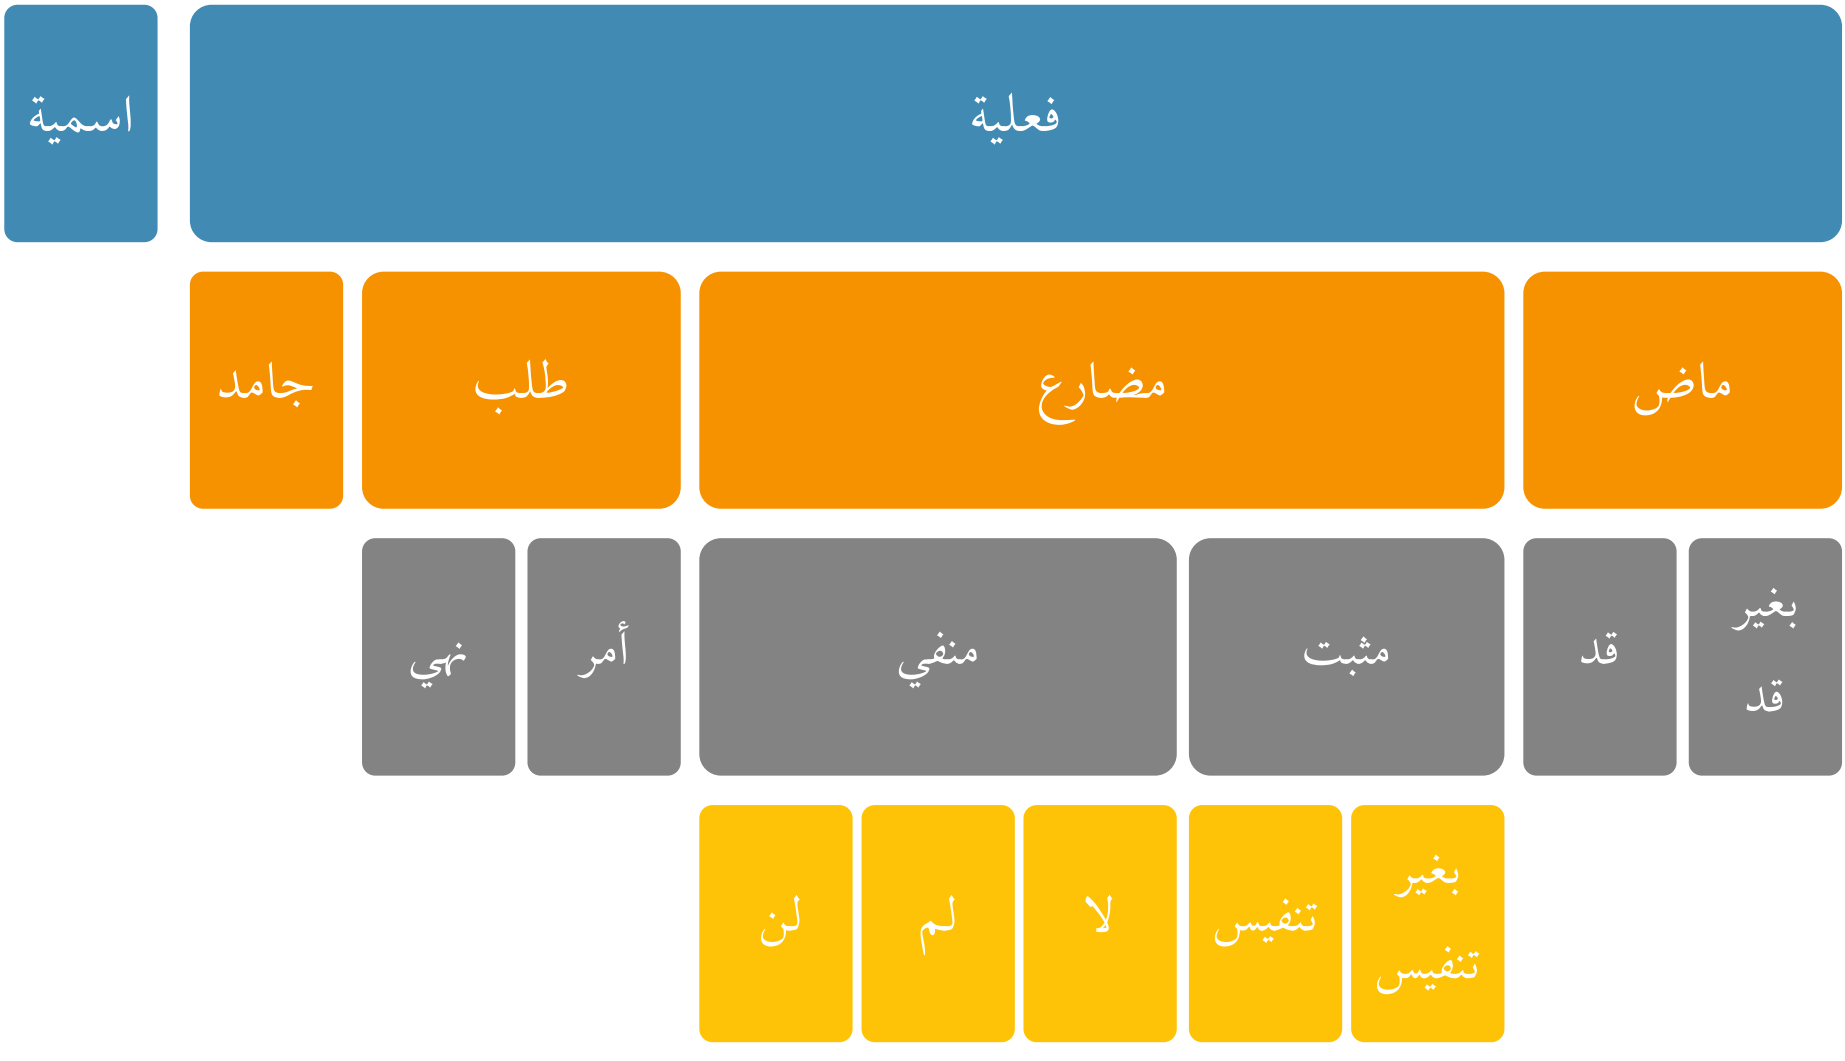 فعلية
اسمية
ماض
مضارع
طلب
جامد
بغير
قد
قد
مثبت
منفي
أمر
نهي
بغير
تنفيس
تنفيس
لا
لم
لن